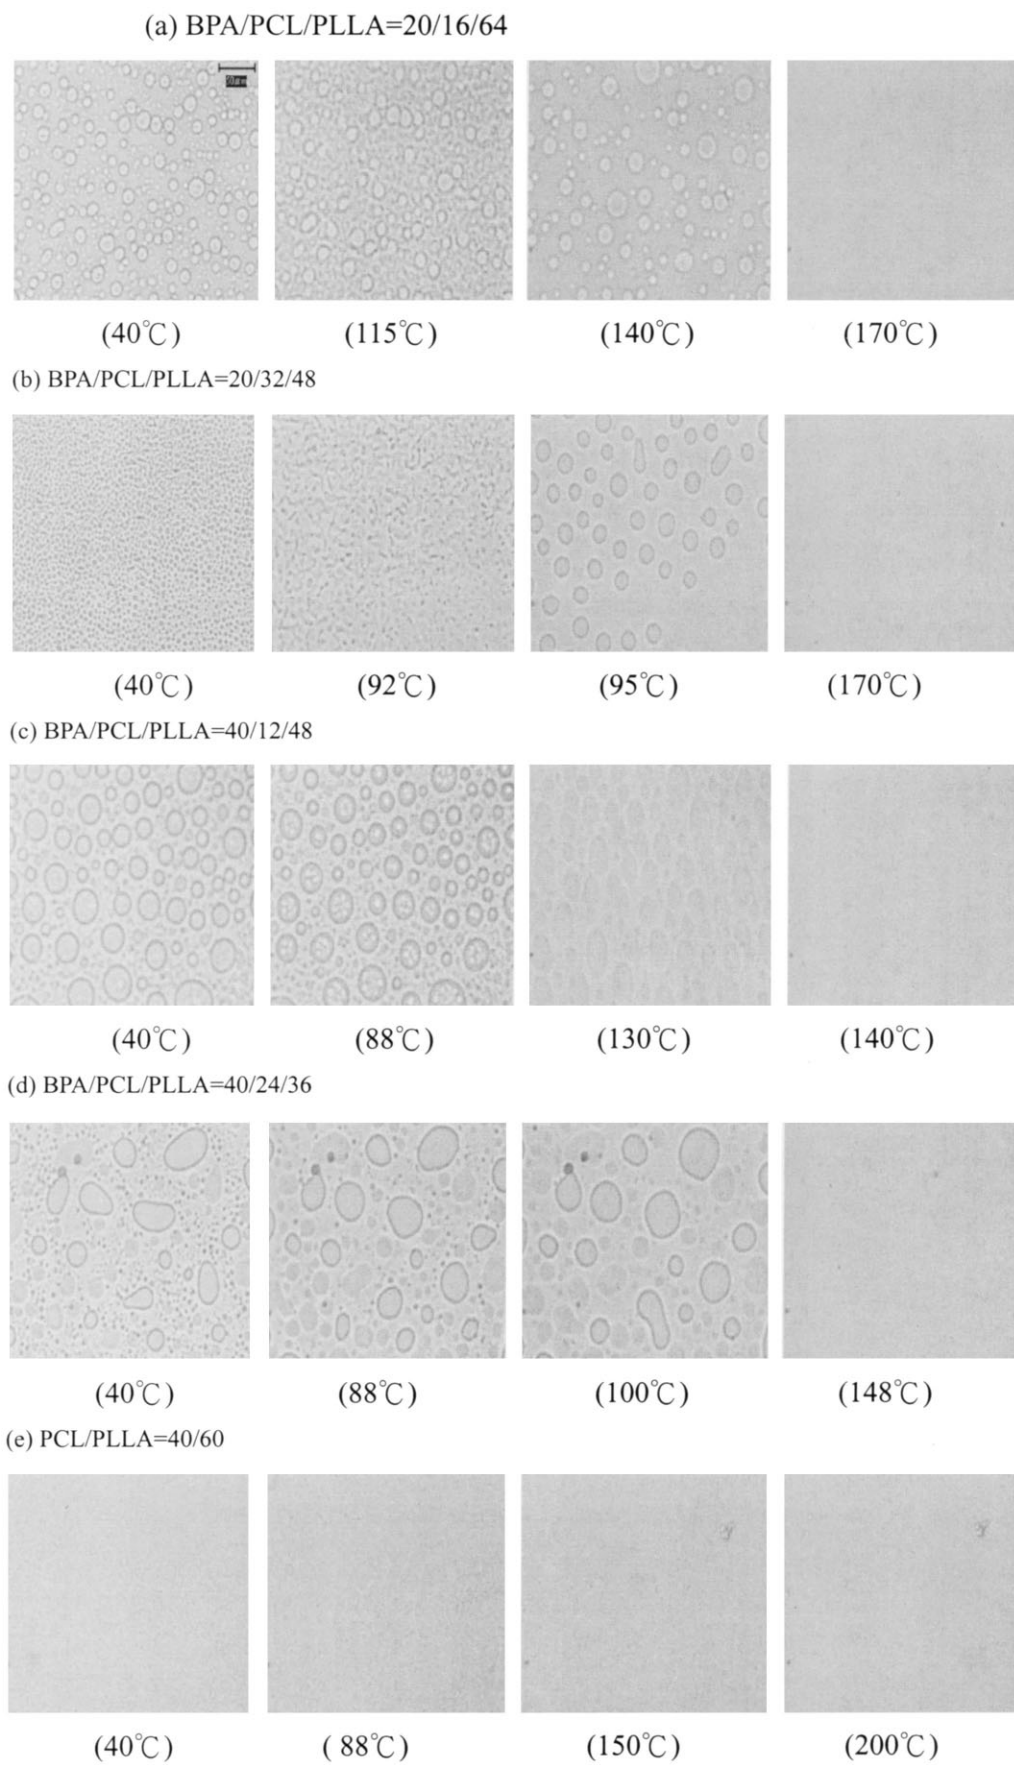 (a) BPA/PCL/PLLA=20/16/64
(40℃) (115℃) (140℃) (170℃)
(b) BPA/PCL/PLLA=20/32/48
(40℃) (92℃) (95℃) (170℃)
(c) BPA/PCL/PLLA=40/12/48
(40℃) (88℃) (130℃) (140℃)
(d) BPA/PCL/PLLA=40/24/36
(40℃) (88℃) (100℃) (148℃)
(e) PCL/PLLA=40/60
(40℃) ( 88℃) (150℃) (200℃)